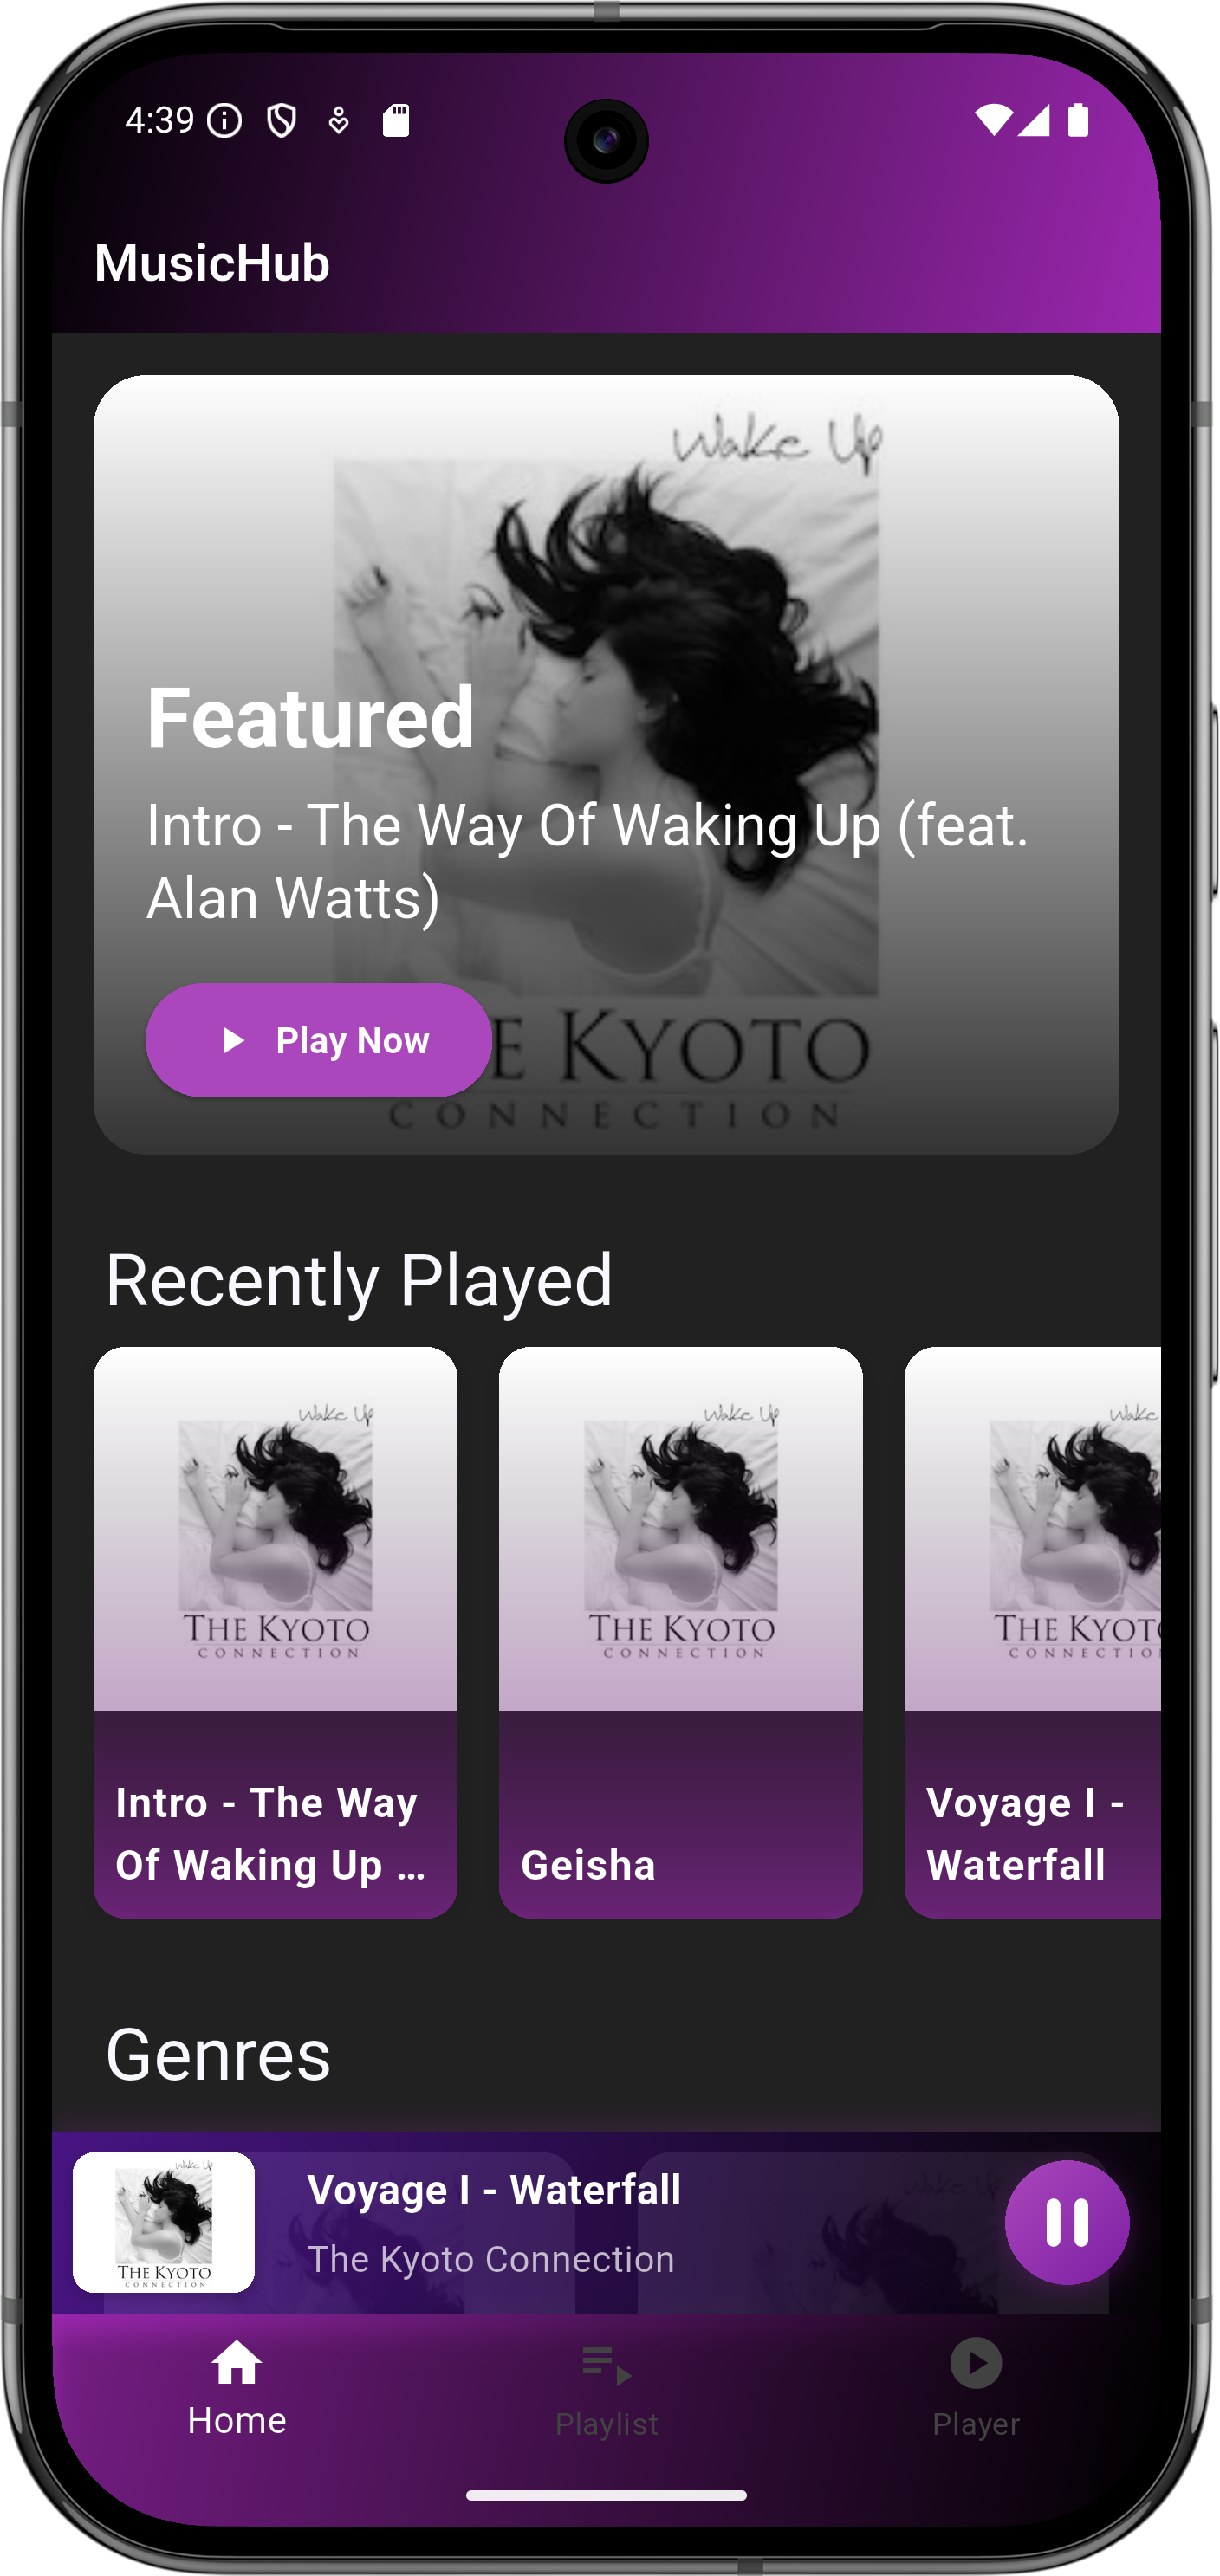 4:39
MusicHub
Wake Up
Featured
Intro - The Way Of Waking Up (feat.
Alan Watts)
Play Now
E KYOTO
CONNECTION
Recently Played
Wake Up
THE KYOTO
CONNECTION
Intro - The Way
Of Waking Up ...
Wake Up
THE KYOTO
CONNECTION
Geisha
Wake
THE KYOT
CONNECTIO
Voyage I -
Waterfall
Genres
Wake Up
THE KYOTO
CONNECTION
Voyage I - Waterfall
The Kyoto Connection
Home
Playlist
Player